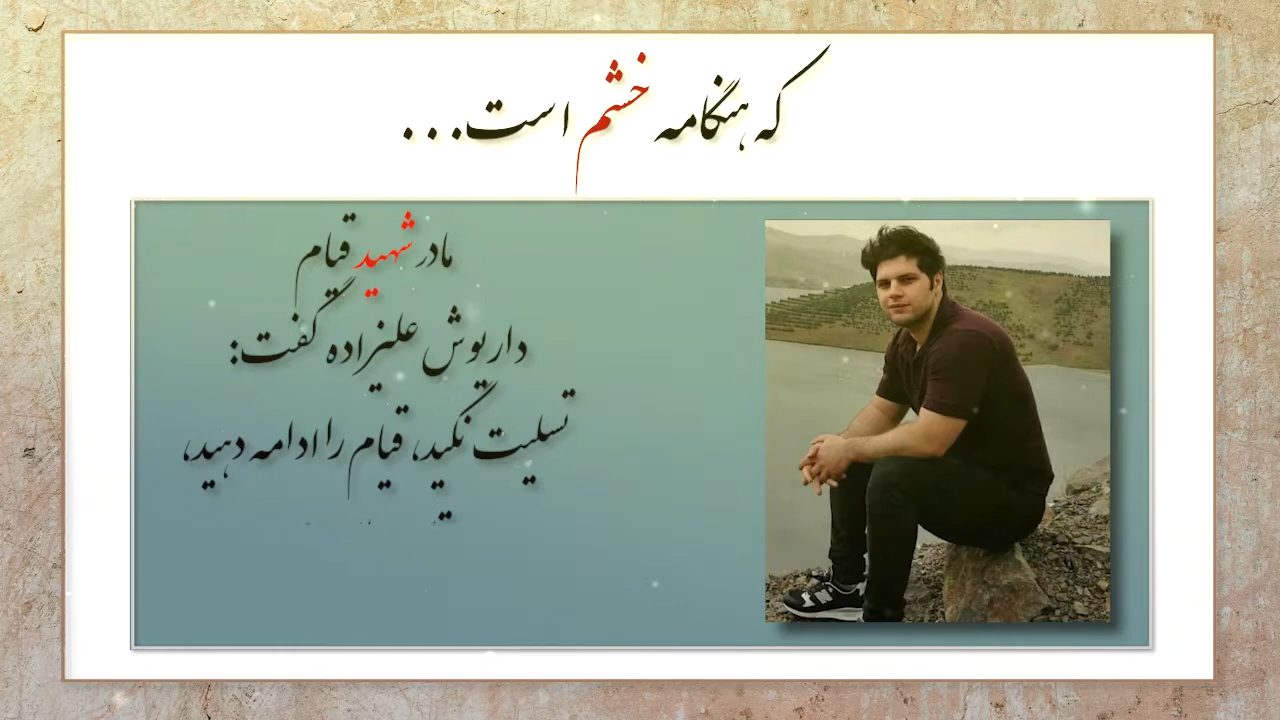 که هنگامه خشم است...
مادر شهید قیام
داریوش علیزاده گفت:
تسلیت نگید، قیام را ادامه دهید،